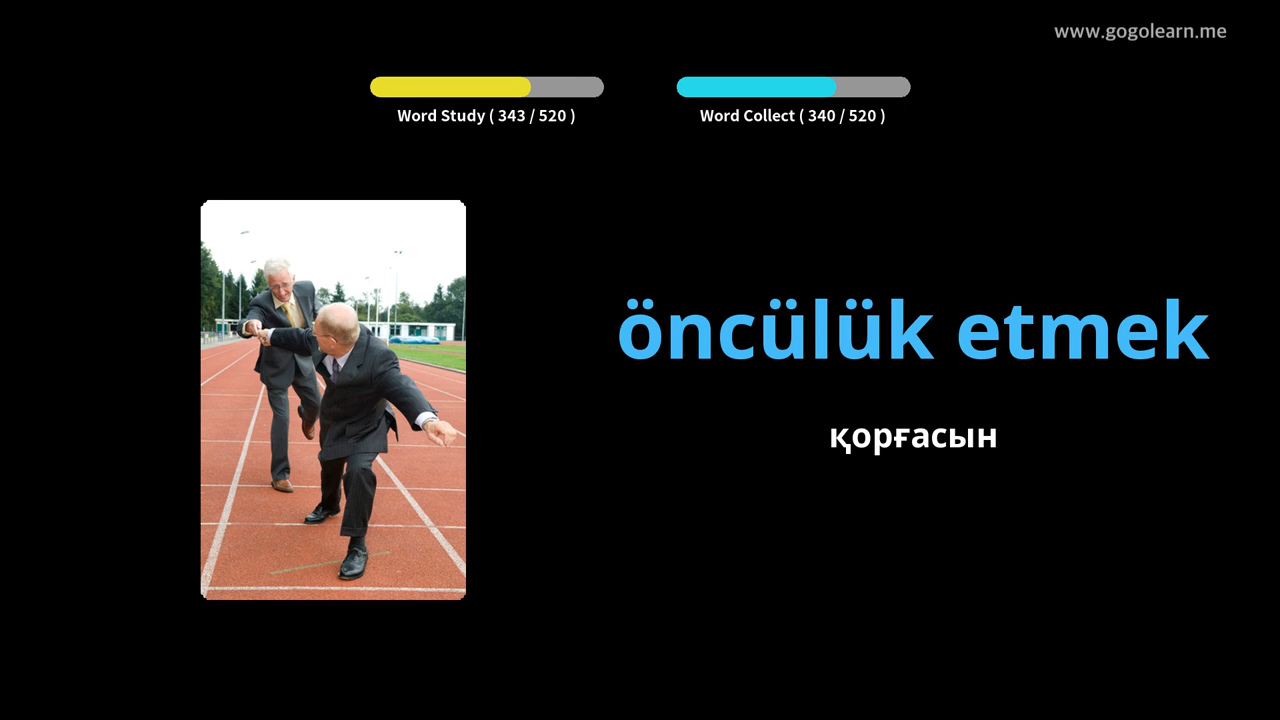 www.gogolearn.me
Word Study ( 343 / 520 )
Word Collect ( 340 / 520 )
öncülük etmek
қорғасын